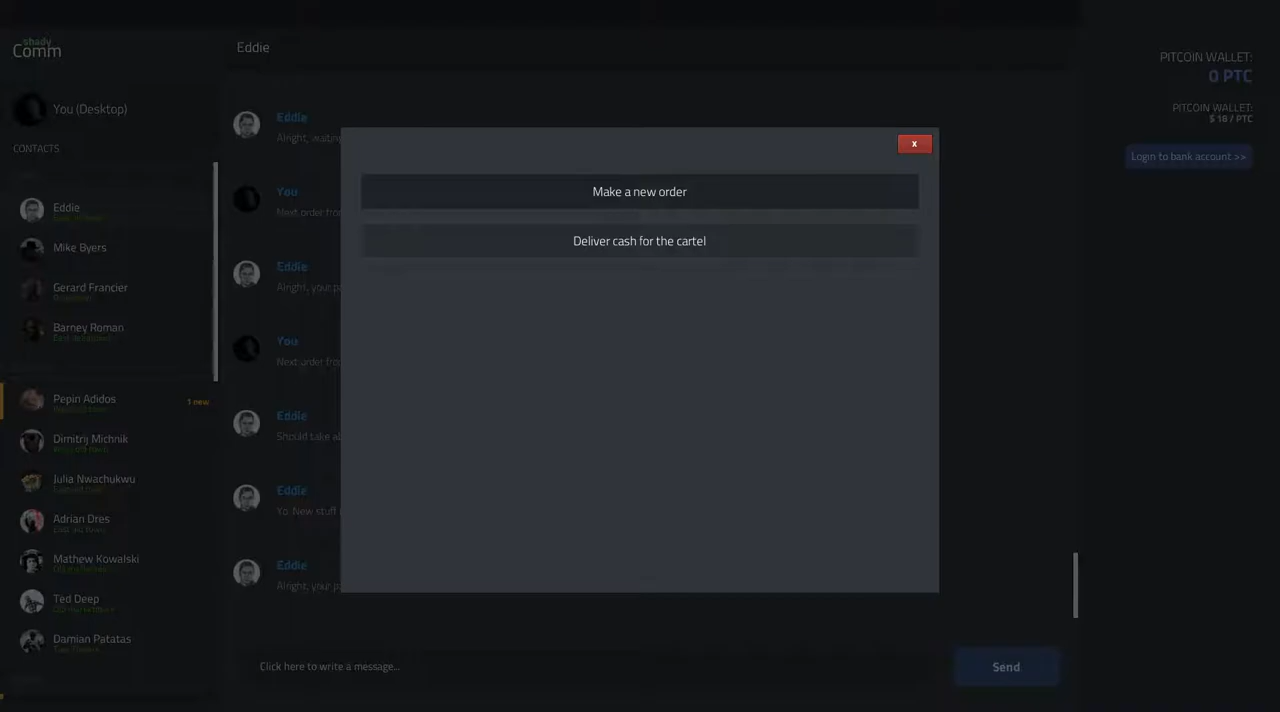 shady
Comm
Eddie
PITCOIN WALLET:
0 PTC
PITCOIN WALLET:
$ 16 / PTC
Login to bank account >>
You (Desktop)
CONTACTS
Eddie
Mike Byers
Gerard Francier
Barney Roman
Pepin Adidos
1 new
Dimitrij Michnik
Julia Nwachukwu
Adrian Dres
Mathew Kowalski
Ted Deep
Damian Patatas
Eddie
Alright, waiting
You
Next order from
Eddie
Alright, your
You
Next order from
Eddie
Should take
Eddie
Yo. New stuff
Eddie
Alright, your
x
Make a new order
Deliver cash for the cartel
Click here to write a message...
Send